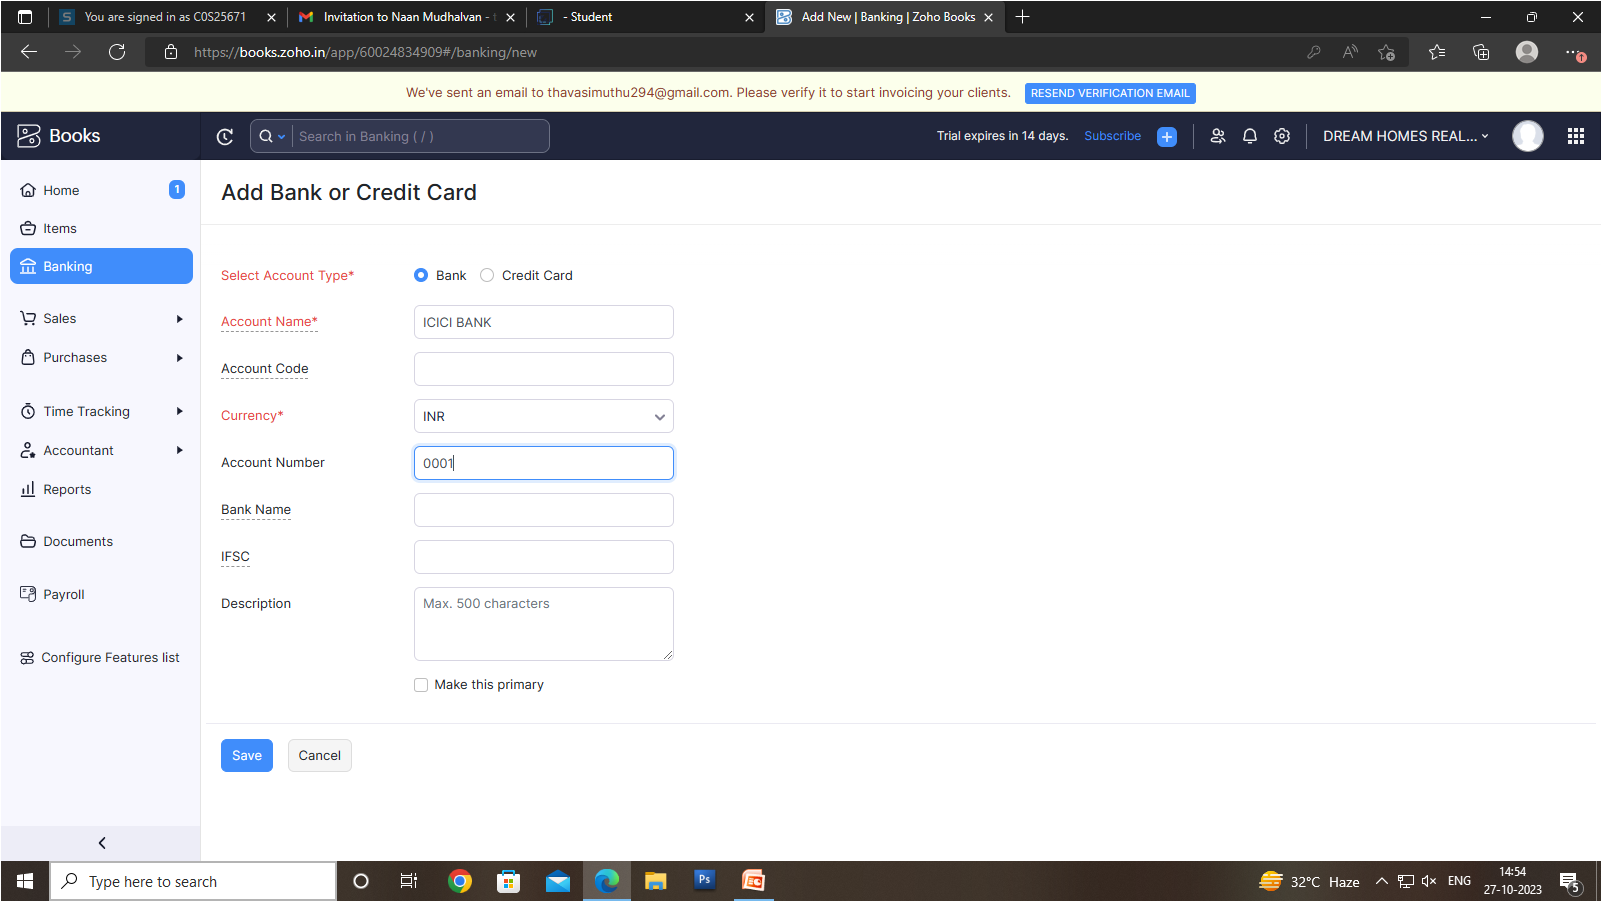 You are signed in as C0S25671
Invitation to Naan Mudhalvan - t
- Student
Add New | Banking | Zoho Books
https://books.zoho.in/app/60024834909#/banking/new
We've sent an email to thavasimuthu294@gmail.com. Please verify it to start invoicing your clients.
RESEND VERIFICATION EMAIL
Books
Search in Banking ( / )
Trial expires in 14 days.
Subscribe
DREAM HOMES REAL...
Home
1
Items
Banking
Sales
Purchases
Time Tracking
Accountant
Reports
Documents
Payroll
Configure Features list
Add Bank or Credit Card
Select Account Type*
Bank
Credit Card
Account Name*
ICICI BANK
Account Code
Currency*
INR
Account Number
0001
Bank Name
IFSC
Description
Max. 500 characters
Make this primary
Save
Cancel
Type here to search
Ps
32°C Haze
ENG
14:54
27-10-2023
5